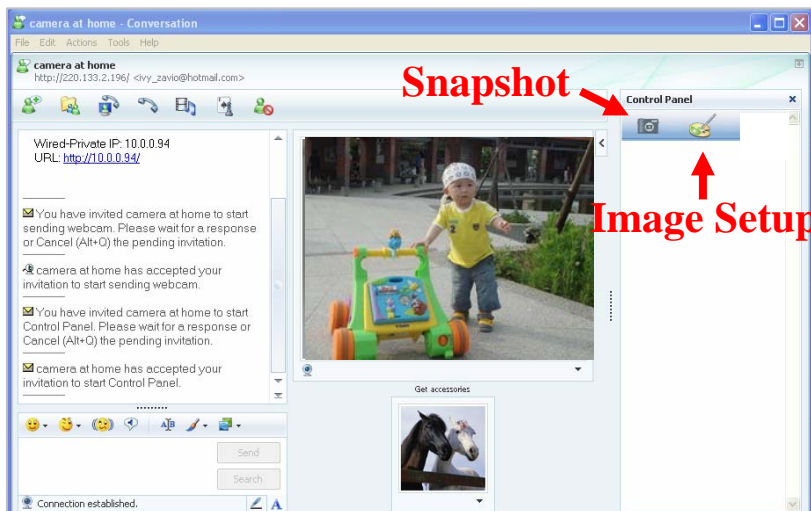 camera at home - Conversation
File Edit Actions Tools Help
camera at home
http://220.133.2.196/ <ivy_zavio@hotmail.com>
Snapshot
Control Panel
Wired-Private IP: 10.0.0.94
URL: http://10.0.0.94/
You have invited camera at home to start
sending webcam. Please wait for a response
or Cancel (Alt+Q) the pending invitation.
camera at home has accepted your
invitation to start sending webcam.
You have invited camera at home to start
Control Panel. Please wait for a response or
Cancel (Alt+Q) the pending invitation.
camera at home has accepted your
invitation to start Control Panel.
Image Setup
Get accessories
Send
Search
Connection established.